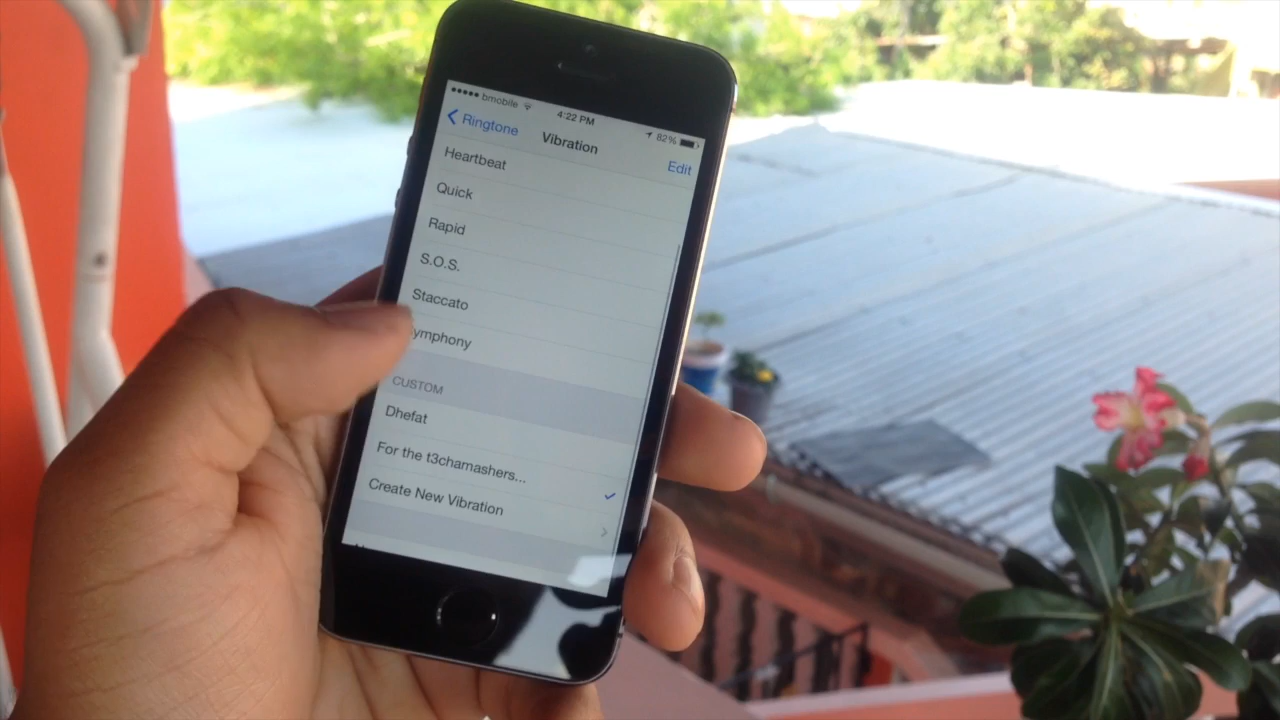 bmobile 4:22 PM 82%
Ringtone Vibration Edit
Heartbeat
Quick
Rapid
S.O.S.
Staccato
ymphony
CUSTOM
Dhefat
For the t3chamashers...
Create New Vibration